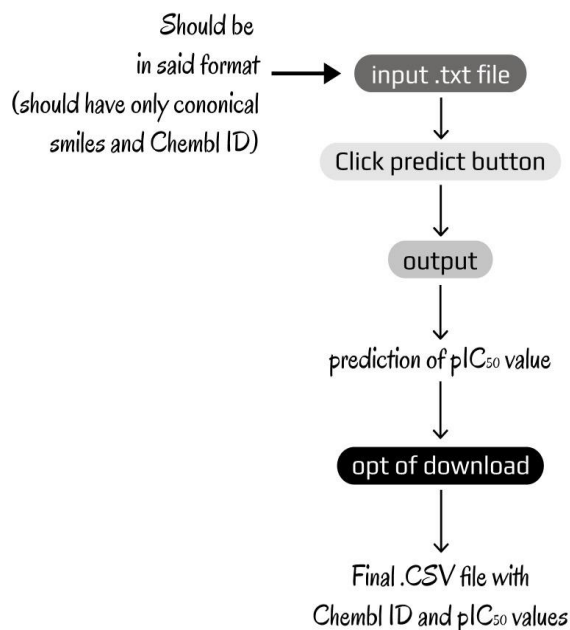 Should be
in said format
(should have only cononical
smiles and Chembl ID)
input .txt file
Click predict button
output
prediction of pIC₅₀ value
opt of download
Final .CSV file with
Chembl ID and pIC₅₀ values